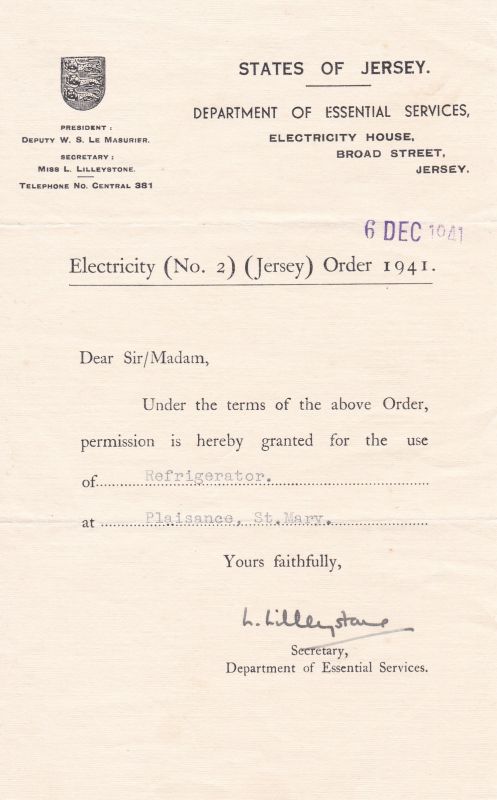 STATES OF JERSEY.
DEPARTMENT OF ESSENTIAL SERVICES,
ELECTRICITY HOUSE,
BROAD STREET,
JERSEY.
PRESIDENT :
DEPUTY W. S. LE MASURIER.
SECRETARY :
MISS L. LILLEYSTONE.
TELEPHONE NO. CENTRAL 381
6 DEC 1941
Electricity (No. 2) (Jersey) Order 1941.
Dear Sir/Madam,
Under the terms of the above Order,
permission is hereby granted for the use
of Refrigerator.
at Plaisance, St.Mary.
Yours faithfully,
L. Lilleystone
Secretary,
Department of Essential Services.